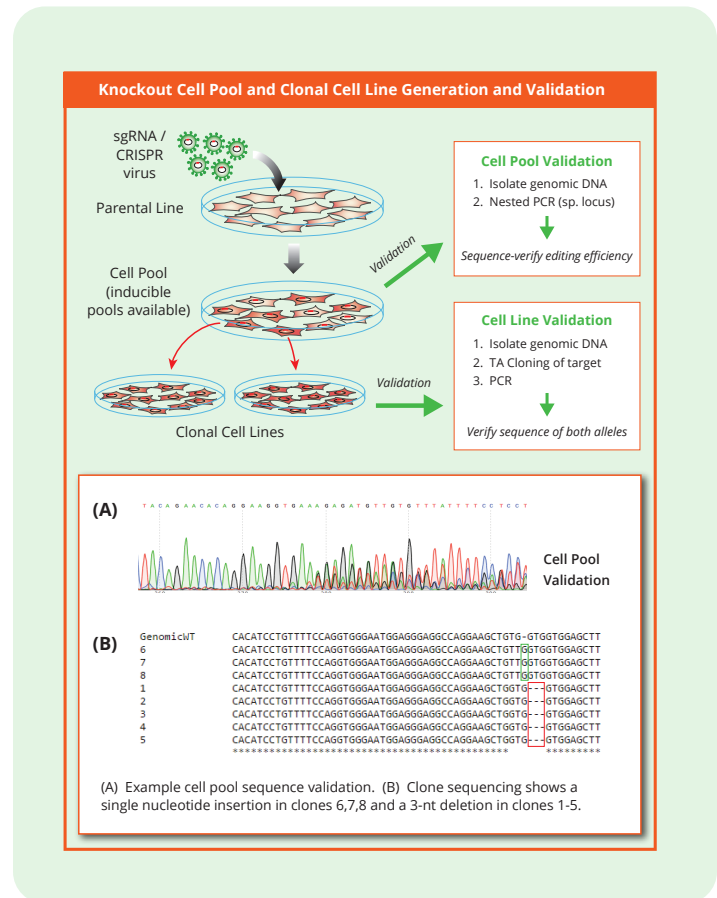 Knockout Cell Pool and Clonal Cell Line Generation and Validation
sgRNA /
CRISPR
virus
Parental Line
Cell Pool
(inducible
pools available)
Clonal Cell Lines
Validation
Validation
Cell Pool Validation
1. Isolate genomic DNA
2. Nested PCR (sp. locus)
Sequence-verify editing efficiency
Cell Line Validation
1. Isolate genomic DNA
2. TA Cloning of target
3. PCR
Verify sequence of both alleles
(A)
T A C A G A A C A C A G G A A G G T G A A A G A G A T G T T G T G T T T A T T T T C C T C C T
Cell Pool
Validation
(B)
GenomicWT CACATCCTGTTTTCCAGGTGGGAATGGAGGGAGGCCAGGAAGCTGTG-GTGGTGGAGCTT
6 CACATCCTGTTTTCCAGGTGGGAATGGAGGGAGGCCAGGAAGCTGTTGGTGGTGGAGCTT
7 CACATCCTGTTTTCCAGGTGGGAATGGAGGGAGGCCAGGAAGCTGTTGGTGGTGGAGCTT
8 CACATCCTGTTTTCCAGGTGGGAATGGAGGGAGGCCAGGAAGCTGTTGGTGGTGGAGCTT
1 CACATCCTGTTTTCCAGGTGGGAATGGAGGGAGGCCAGGAAGCTGGTG---GTGGAGCTT
2 CACATCCTGTTTTCCAGGTGGGAATGGAGGGAGGCCAGGAAGCTGGTG---GTGGAGCTT
3 CACATCCTGTTTTCCAGGTGGGAATGGAGGGAGGCCAGGAAGCTGGTG---GTGGAGCTT
4 CACATCCTGTTTTCCAGGTGGGAATGGAGGGAGGCCAGGAAGCTGGTG---GTGGAGCTT
5 CACATCCTGTTTTCCAGGTGGGAATGGAGGGAGGCCAGGAAGCTGGTG---GTGGAGCTT
********************************************* *********
(A) Example cell pool sequence validation. (B) Clone sequencing shows a
single nucleotide insertion in clones 6,7,8 and a 3-nt deletion in clones 1-5.